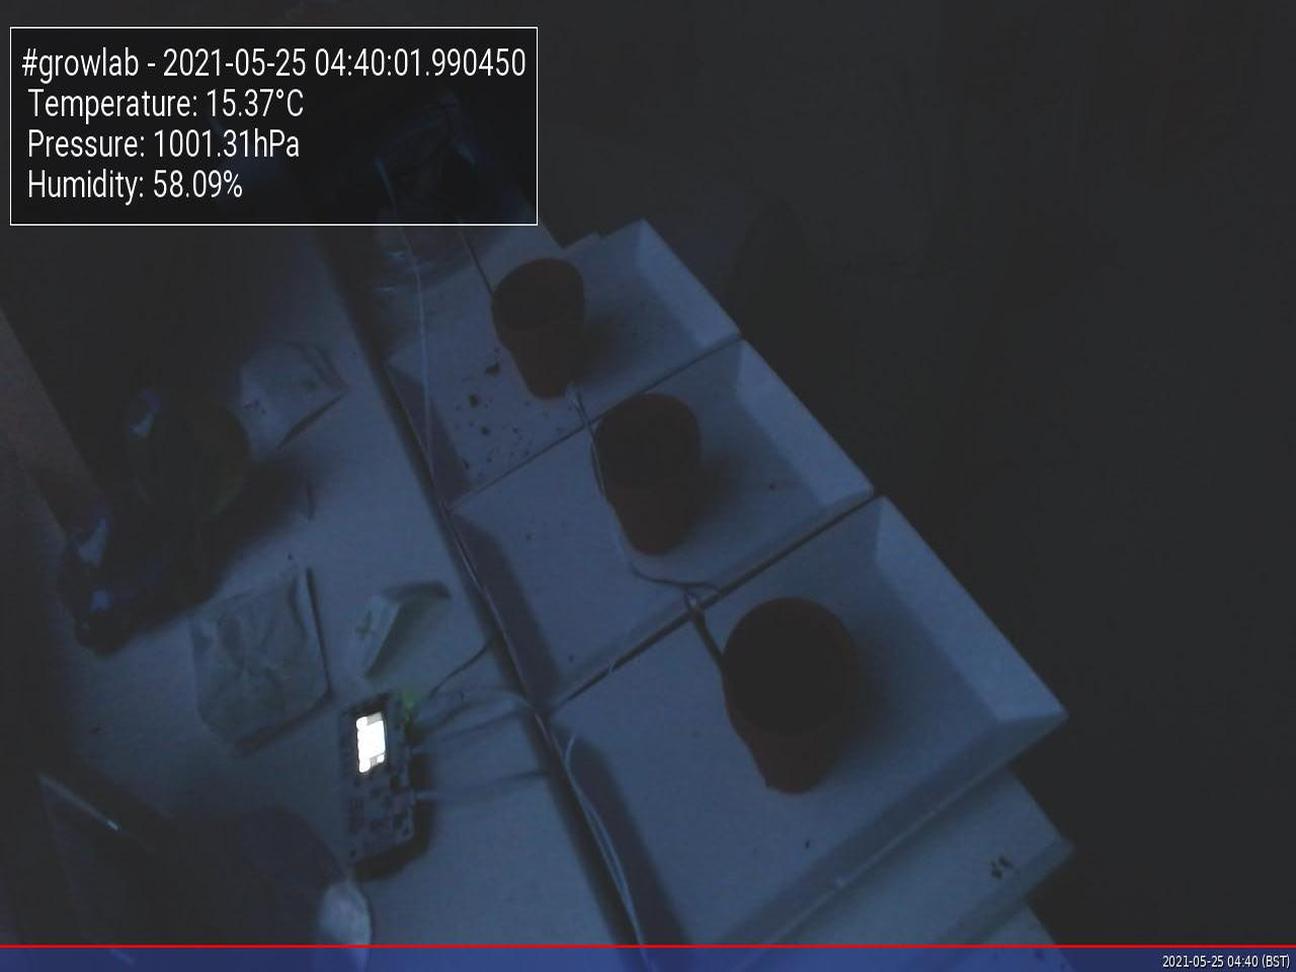 #growlab - 2021-05-25 04:40:01.990450
Temperature: 15.37°C
Pressure: 1001.31hPa
Humidity: 58.09%
2021-05-25 04:40 (BST)